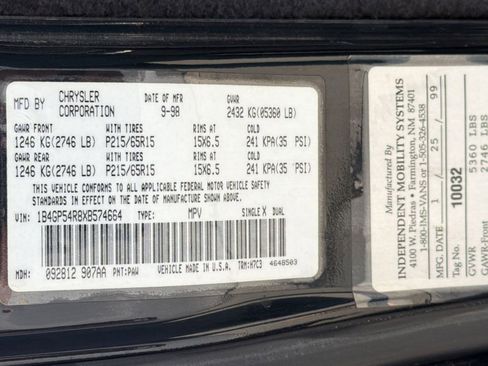 MFD BY CHRYSLER CORPORATION DATE OF MFR 9-98 GVWR 2432 KG(05360 LB)
GAWR FRONT WITH TIRES RIMS AT COLD
1246 KG(2746 LB) P215/65R15 15X6.5 241 KPA(35 PSI)
GAWR REAR WITH TIRES RIMS AT COLD
1246 KG(2746 LB) P215/65R15 15X6.5 241 KPA(35 PSI)
THIS VEHICLE CONFORMS TO ALL APPLICABLE FEDERAL MOTOR VEHICLE SAFETY
STANDARDS IN EFFECT ON THE DATE OF MANUFACTURE SHOWN ABOVE.
VIN: 1B4GP54R8XB574664 TYPE: MPV SINGLE X DUAL
MDH: 092812 907AA PNT: PAW VEHICLE MADE IN U.S.A. TRM: H7C3 4648503
Manufactured By
INDEPENDENT MOBILITY SYSTEMS
4100 W. Piedras • Farmington, NM 87401
1-800-IMS-VANS or 1-505-326-4538
MFG. DATE 1 / 25 / 99
Tag No. 10032
GVWR 5360 LBS
GAWR-Front 2746 LBS